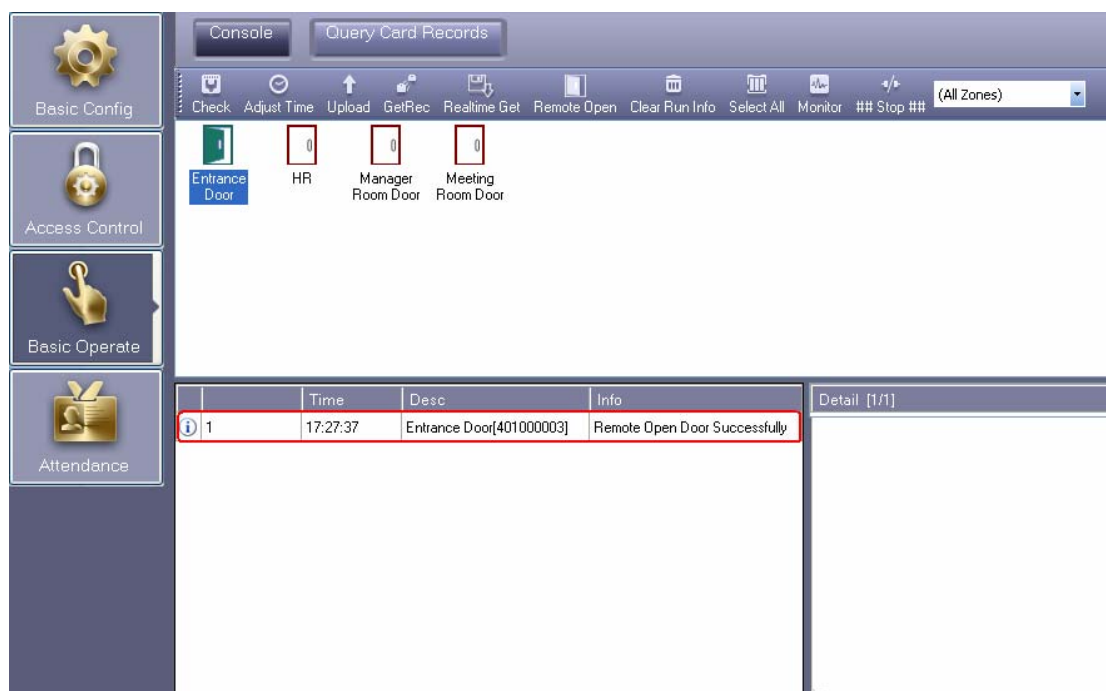 Console
Query Card Records
Check
Adjust Time
Upload
GetRec
Realtime Get
Remote Open
Clear Run Info
Select All
Monitor
## Stop ##
(All Zones)
Basic Config
Access Control
Basic Operate
Attendance
Entrance
Door
HR
Manager
Room Door
Meeting
Room Door
Time
Desc
Info
1
17:27:37
Entrance Door[401000003]
Remote Open Door Successfully
Detail [1/1]